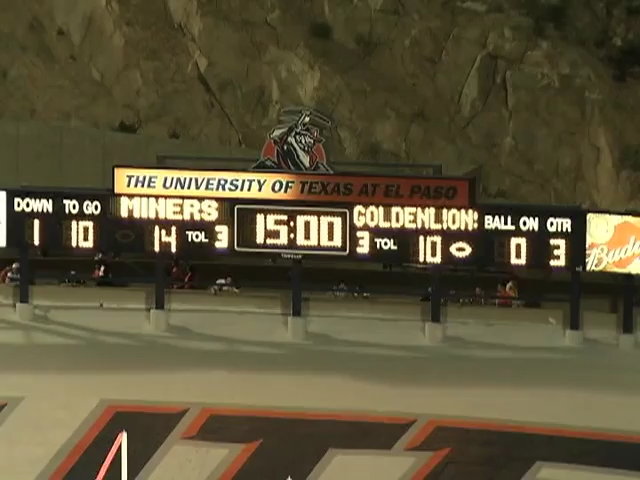 THE UNIVERSITY OF TEXAS AT EL PASO
DOWN TO GO MINERS 15:00 GOLDENLION: BALL ON QTR
1 10 14 TOL 3 3 TOL 10 0 3